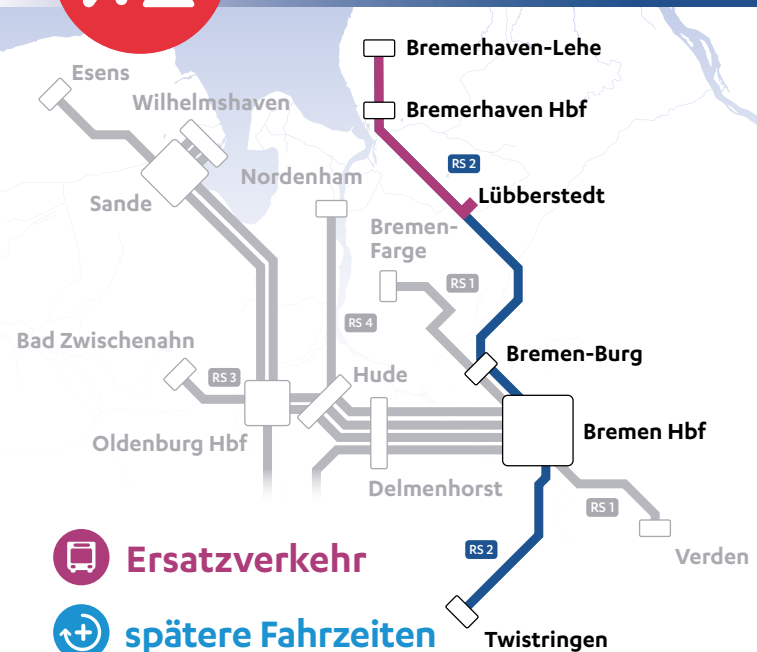 Bremerhaven-Lehe
Esens
Wilhelmshaven
Bremerhaven Hbf
RS 2
Nordenham
Lübberstedt
Sande
Bremen-
Farge
RS 1
RS 4
Bad Zwischenahn
Bremen-Burg
RS 3
Hude
Bremen Hbf
Oldenburg Hbf
Delmenhorst
RS 1
Ersatzverkehr
RS 2
Verden
spätere Fahrzeiten
Twistringen